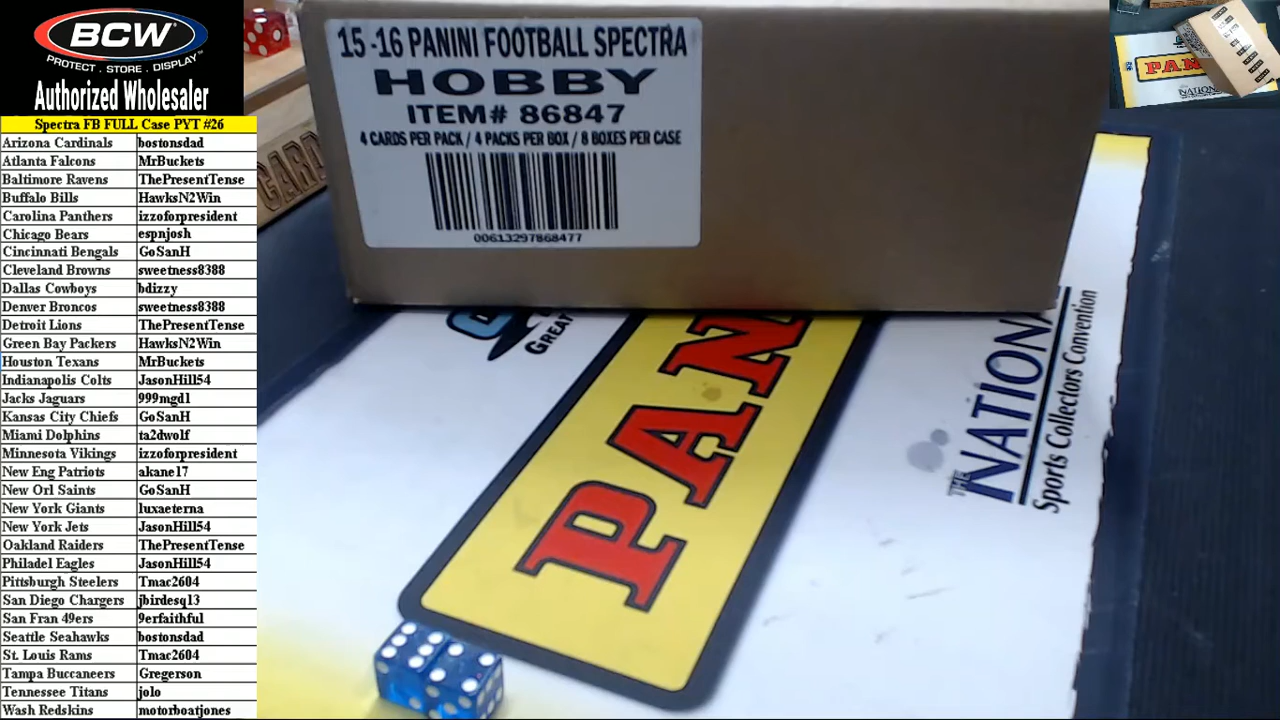 BCW
PROTECT . STORE . DISPLAY
Authorized Wholesaler
Spectra FB FULL Case PYT #26
Arizona Cardinals bostonsdad
Atlanta Falcons MrBuckets
Baltimore Ravens ThePresentTense
Buffalo Bills HawksN2Win
Carolina Panthers izzoforpresident
Chicago Bears espnjosh
Cincinnati Bengals GoSanH
Cleveland Browns sweetness8388
Dallas Cowboys bdizzy
Denver Broncos sweetness8388
Detroit Lions ThePresentTense
Green Bay Packers HawksN2Win
Houston Texans MrBuckets
Indianapolis Colts JasonHill54
Jacks Jaguars 999mgd1
Kansas City Chiefs GoSanH
Miami Dolphins ta2dwolf
Minnesota Vikings izzoforpresident
New Eng Patriots akane17
New Orl Saints GoSanH
New York Giants luxaeterna
New York Jets JasonHill54
Oakland Raiders ThePresentTense
Philadel Eagles JasonHill54
Pittsburgh Steelers Tmac2604
San Diego Chargers jbirdesq13
San Fran 49ers 9erfaithful
Seattle Seahawks bostonsdad
St. Louis Rams Tmac2604
Tampa Buccaneers Gregerson
Tennessee Titans jolo
Wash Redskins motorboatjones
15 -16 PANINI FOOTBALL SPECTRA
HOBBY
ITEM# 86847
4 CARDS PER PACK / 4 PACKS PER BOX / 8 BOXES PER CASE
00613297868477
CARD
GREAT
PAN
THE NATION
Sports Collectors Convention
PAN
NATION